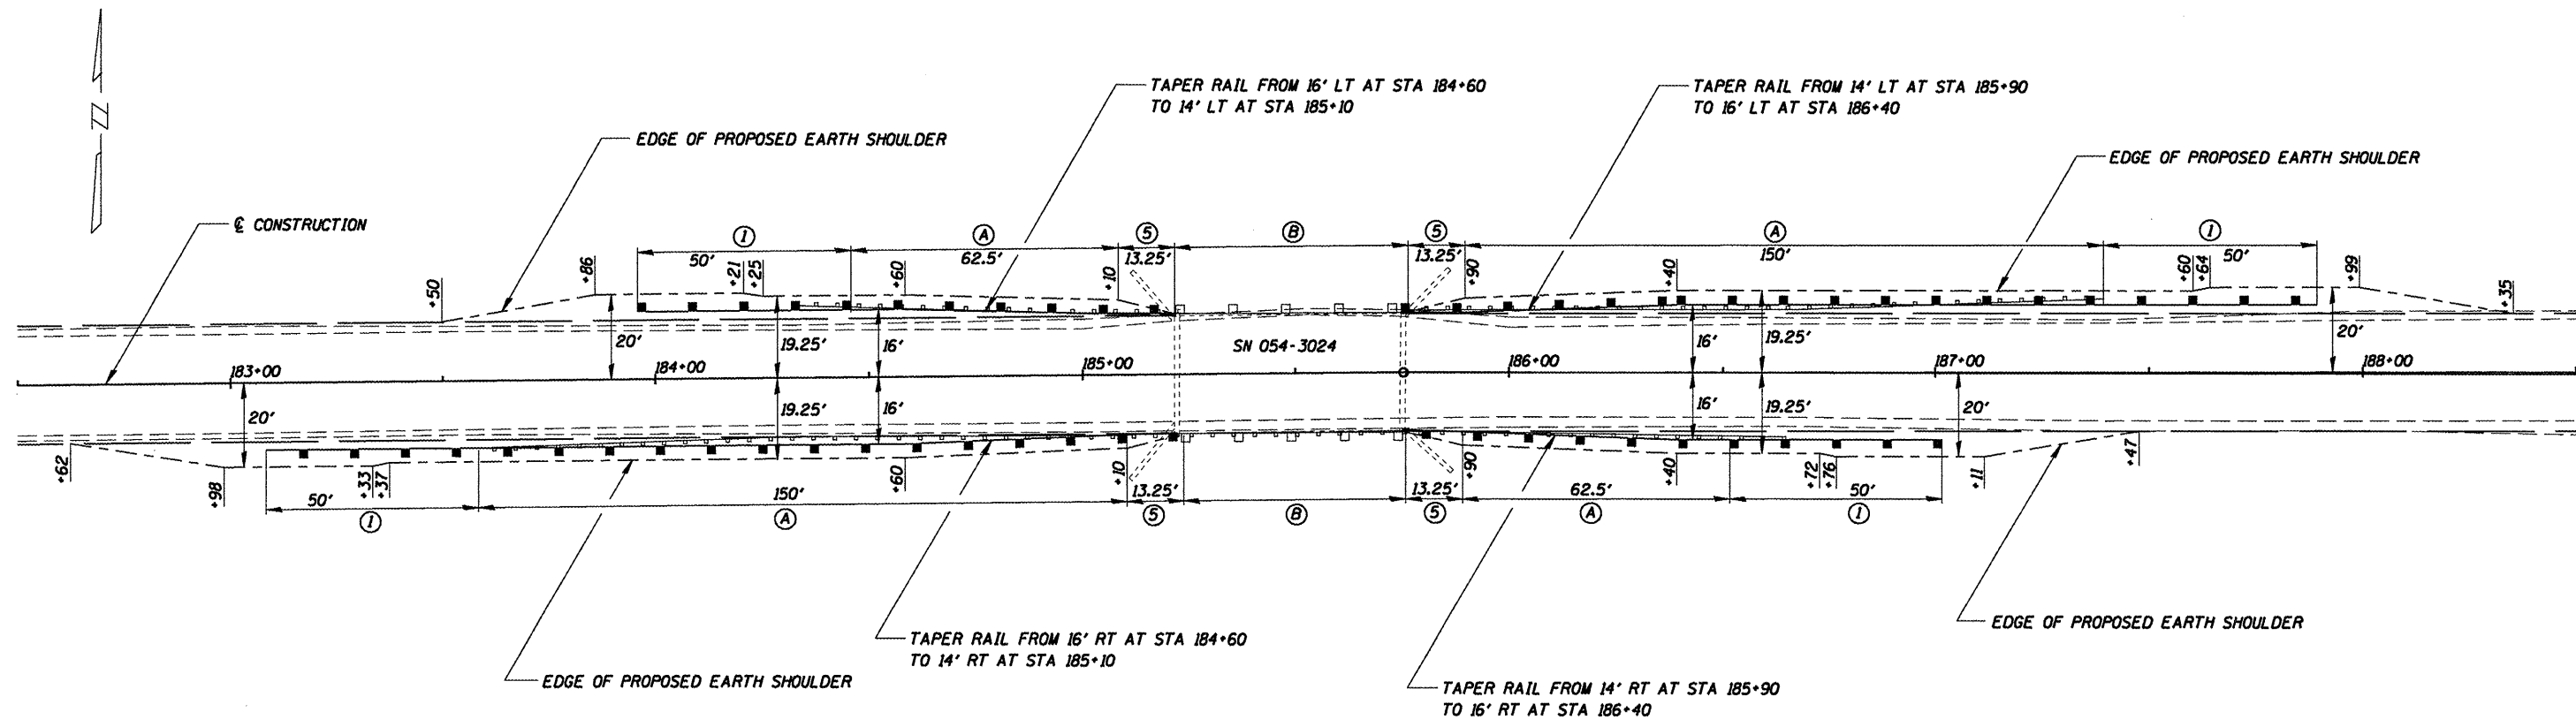 TAPER RAIL FROM 16' LT AT STA 184+60
TO 14' LT AT STA 185+10
TAPER RAIL FROM 14' LT AT STA 185+90
TO 16' LT AT STA 186+40
EDGE OF PROPOSED EARTH SHOULDER
EDGE OF PROPOSED EARTH SHOULDER
N
℄ CONSTRUCTION
1 A 5 B 5 A 1
50' 62.5' 13.25' 13.25' 150' 50'
+50 +86 +21 +25 +60 +10 +90 +40 +60 +64 +99 +35
20' 19.25' 16' SN 054-3024 16' 19.25' 20'
183+00 184+00 185+00 186+00 187+00 188+00
20' 19.25' 16' 16' 19.25' 20'
+62 +98 +33 +37 +60 +10 +90 +40 +72 +76 +11 +47
50' 150' 13.25' 13.25' 62.5' 50'
1 A 5 B 5 A 1
TAPER RAIL FROM 16' RT AT STA 184+60
TO 14' RT AT STA 185+10
EDGE OF PROPOSED EARTH SHOULDER
EDGE OF PROPOSED EARTH SHOULDER
TAPER RAIL FROM 14' RT AT STA 185+90
TO 16' RT AT STA 186+40